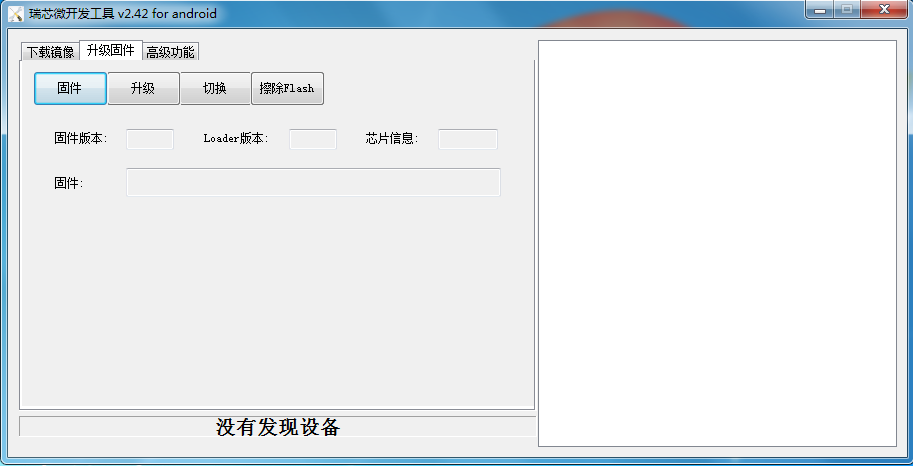 瑞芯微开发工具 v2.42 for android
下载镜像 升级固件 高级功能
固件 升级 切换 擦除Flash
固件版本: Loader版本: 芯片信息:
固件:
没有发现设备